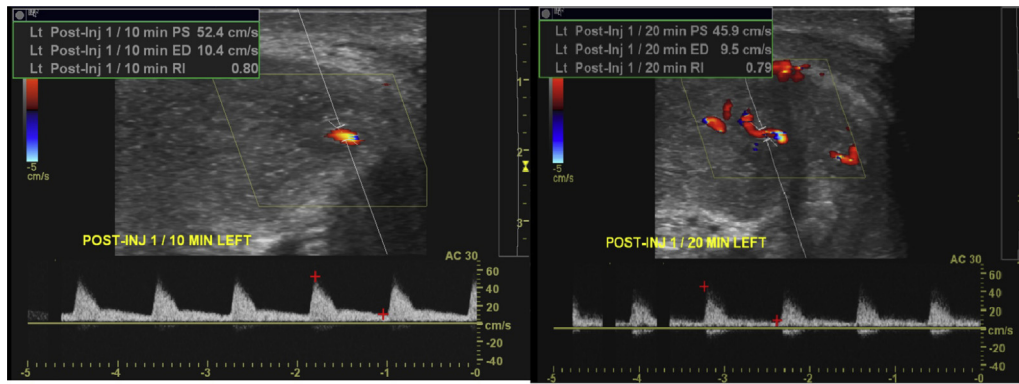 Lt Post-Inj 1 / 10 min PS 52.4 cm/s
Lt Post-Inj 1 / 10 min ED 10.4 cm/s
Lt Post-Inj 1 / 10 min RI 0.80
-5
cm/s
1
2
3
POST-INJ 1 / 10 MIN LEFT
AC 30
60
40
20
cm/s
-20
-40
-5 -4 -3 -2 -1 -0
Lt Post-Inj 1 / 20 min PS 45.9 cm/s
Lt Post-Inj 1 / 20 min ED 9.5 cm/s
Lt Post-Inj 1 / 20 min RI 0.79
-5
cm/s
POST-INJ 1 / 20 MIN LEFT
AC 30
60
40
20
cm/s
-20
-40
-5 -4 -3 -2 -1 -0